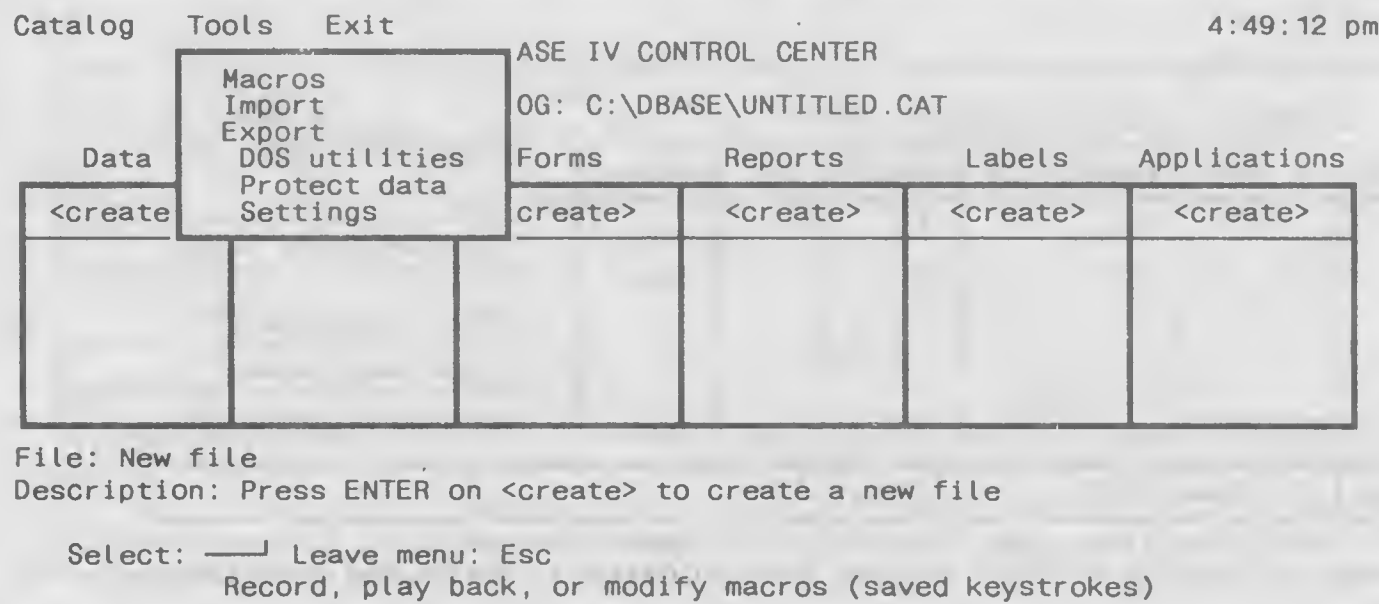 Catalog Tools Exit 4:49:12 pm
ASE IV CONTROL CENTER
Macros
Import
Export
DOS utilities
Protect data
Settings
OG: C:\DBASE\UNTITLED.CAT
Data Forms Reports Labels Applications
<create create> <create> <create> <create>
File: New file
Description: Press ENTER on <create> to create a new file
Select: ──┘ Leave menu: Esc
Record, play back, or modify macros (saved keystrokes)